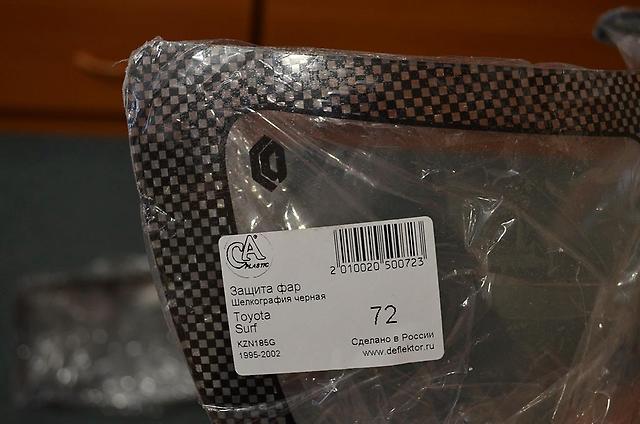 CA®
PLASTIC
2 010020 500723
Защита фар
Шелкография черная
Toyota
Surf
72
KZN185G
1995-2002
Сделано в России
www.deflektor.ru